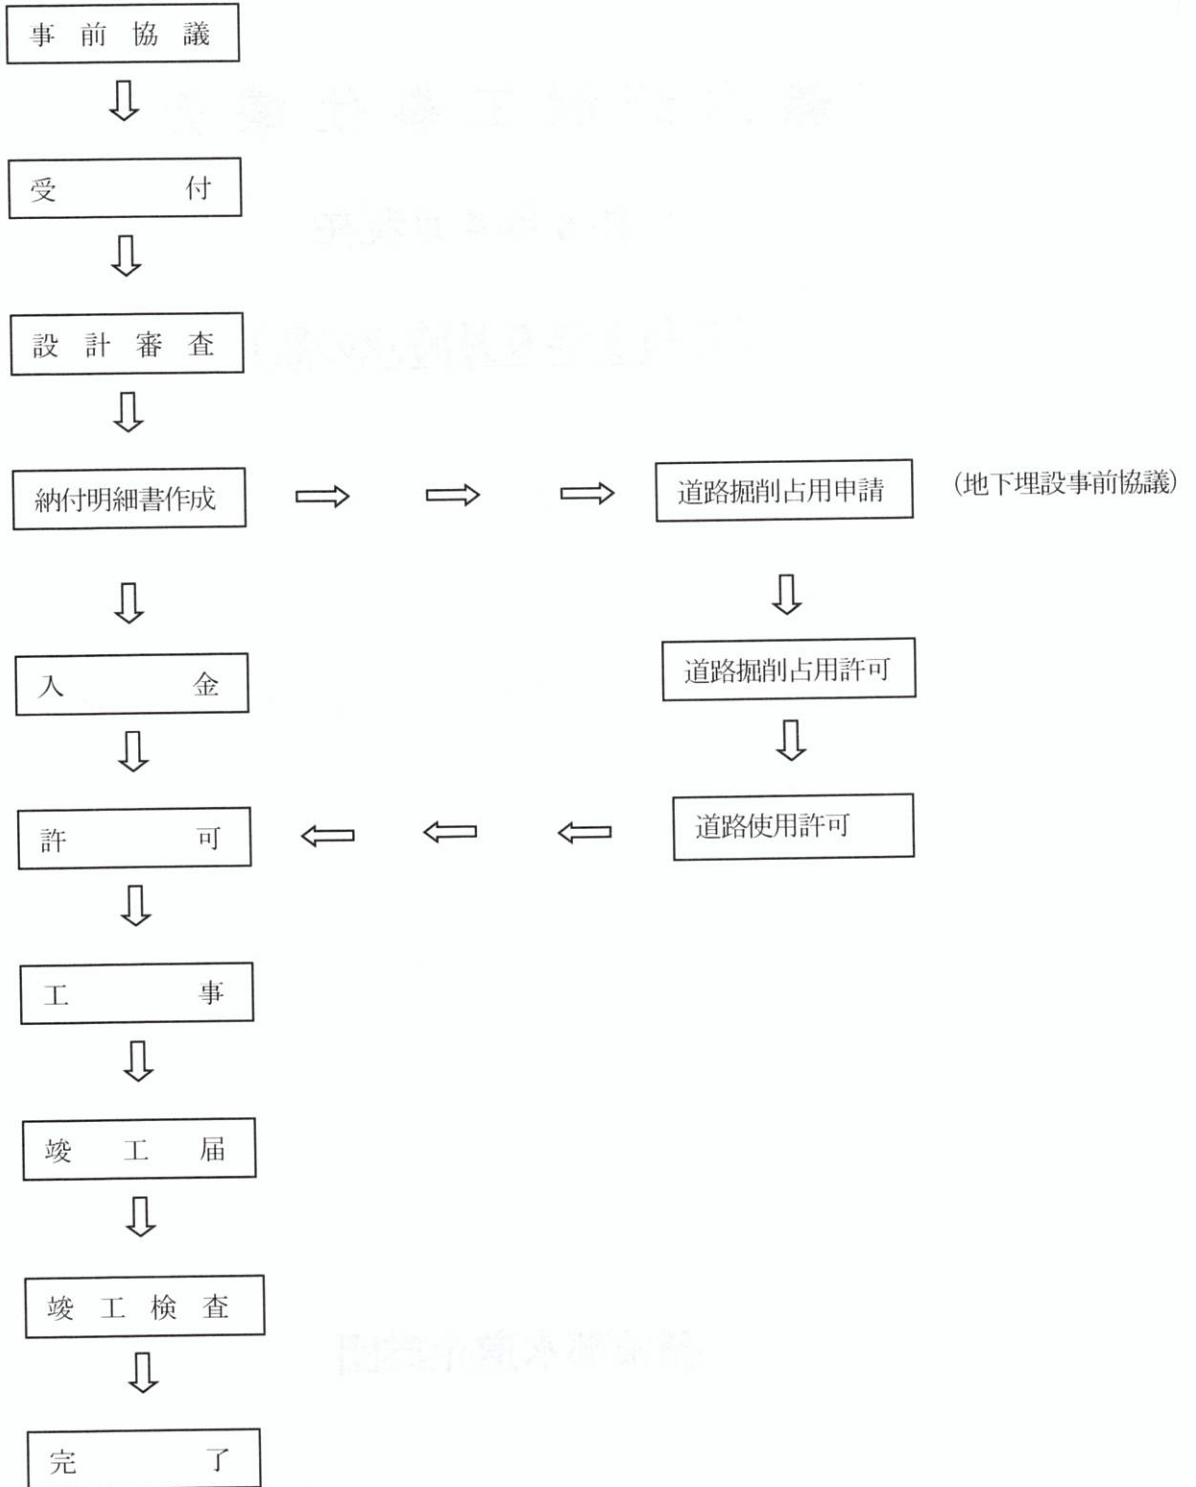 事前協議
受付
設計審査
納付明細書作成
道路掘削占用申請
(地下埋設事前協議)
入金
道路掘削占用許可
許可
道路使用許可
工事
竣工届
竣工検査
完了